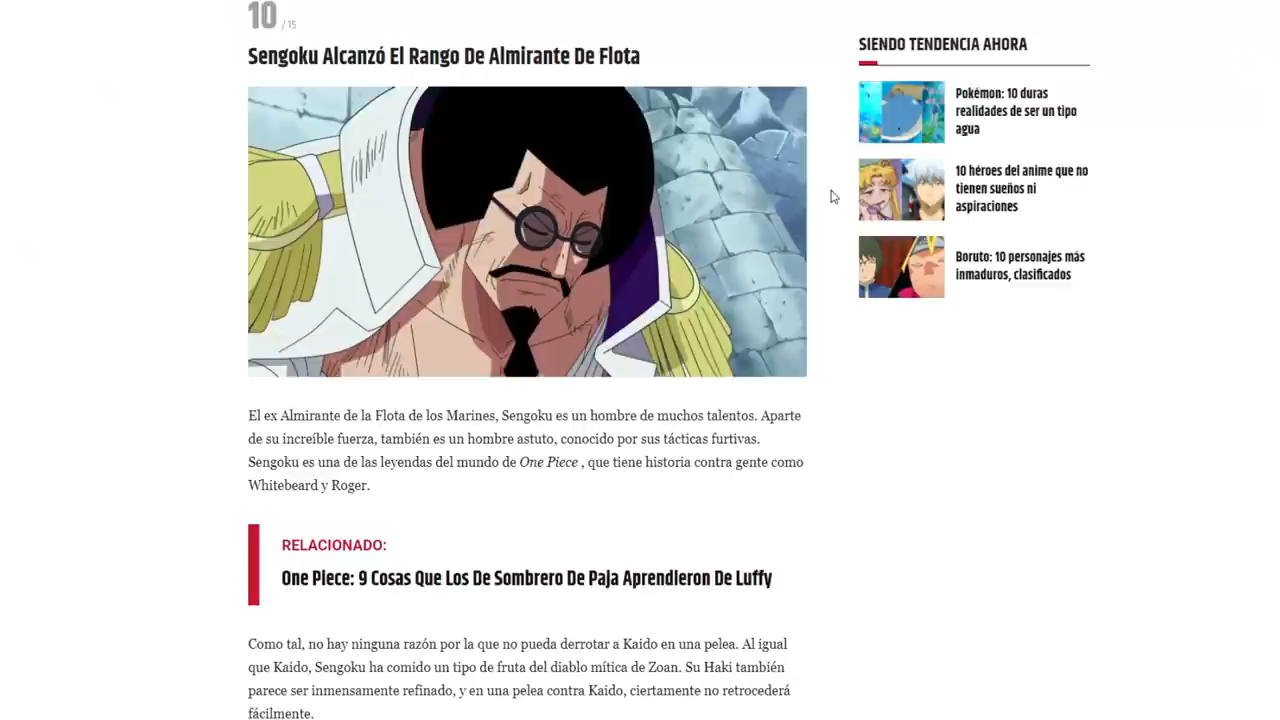 10 / 15
Sengoku Alcanzó El Rango De Almirante De Flota
El ex Almirante de la Flota de los Marines, Sengoku es un hombre de muchos talentos. Aparte
de su increíble fuerza, también es un hombre astuto, conocido por sus tácticas furtivas.
Sengoku es una de las leyendas del mundo de One Piece , que tiene historia contra gente como
Whitebeard y Roger.
RELACIONADO:
One Piece: 9 Cosas Que Los De Sombrero De Paja Aprendieron De Luffy
Como tal, no hay ninguna razón por la que no pueda derrotar a Kaido en una pelea. Al igual
que Kaido, Sengoku ha comido un tipo de fruta del diablo mítica de Zoan. Su Haki también
parece ser inmensamente refinado, y en una pelea contra Kaido, ciertamente no retrocederá
fácilmente.
SIENDO TENDENCIA AHORA
Pokémon: 10 duras
realidades de ser un tipo
agua
10 héroes del anime que no
tienen sueños ni
aspiraciones
Boruto: 10 personajes más
inmaduros, clasificados